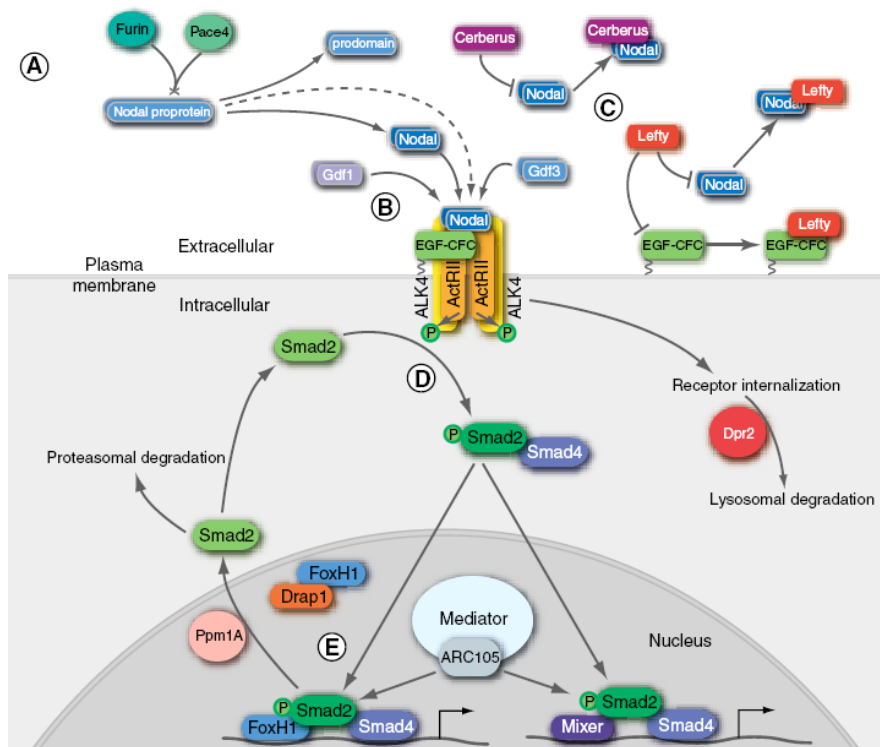 Furin
Pace4
A
Nodal proprotein
prodomain
Nodal
Cerberus
Nodal
Cerberus
Nodal
C
Lefty
Nodal
Nodal
Lefty
EGF-CFC
EGF-CFC
Lefty
Gdf1
Gdf3
B
Nodal
EGF-CFC
ALK4
ActRII
ActRII
ALK4
P
P
Extracellular
Plasma
membrane
Intracellular
Smad2
D
P
Smad2
Smad4
Receptor internalization
Dpr2
Lysosomal degradation
Proteasomal degradation
Smad2
Ppm1A
FoxH1
Drap1
E
Mediator
ARC105
Nucleus
P
Smad2
FoxH1
Smad4
P
Smad2
Mixer
Smad4